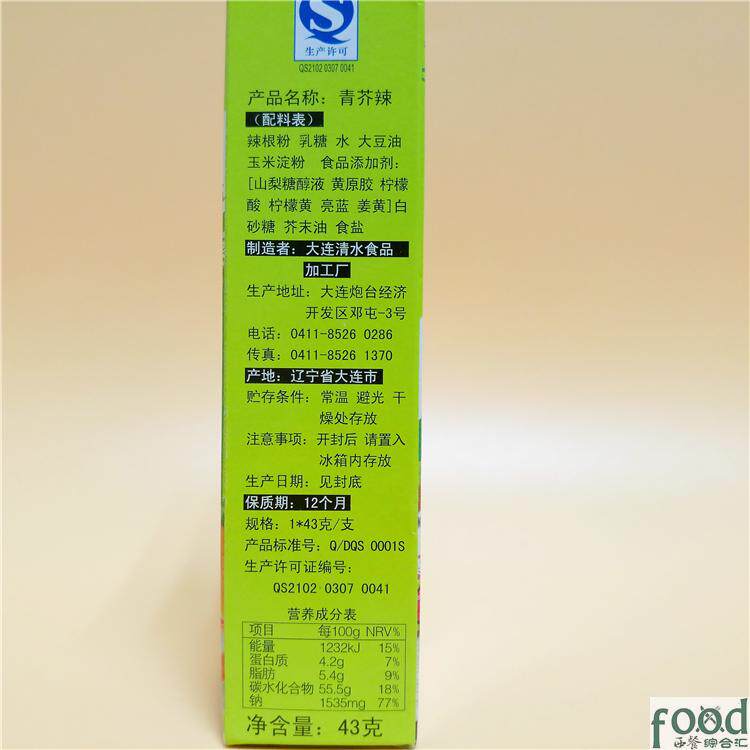 QS
生产许可
QS2102 0307 0041
产品名称：青芥辣
（配料表）
辣根粉 乳糖 水 大豆油
玉米淀粉 食品添加剂：
[山梨糖醇液 黄原胶 柠檬
酸 柠檬黄 亮蓝 姜黄]白
砂糖 芥末油 食盐
制造者：大连清水食品
加工厂
生产地址：大连炮台经济
开发区邓屯-3号
电话：0411-8526 0286
传真：0411-8526 1370
产地：辽宁省大连市
贮存条件：常温 避光 干
燥处存放
注意事项：开封后 请置入
冰箱内存放
生产日期：见封底
保质期：12个月
规格：1*43克/支
产品标准号：Q/DQS 0001S
生产许可证编号：
QS2102 0307 0041
营养成分表
项目 每100g NRV%
能量 1232kJ 15%
蛋白质 4.2g 7%
脂肪 5.4g 9%
碳水化合物 55.5g 18%
钠 1535mg 77%
净含量：43克
food
西餐综合汇